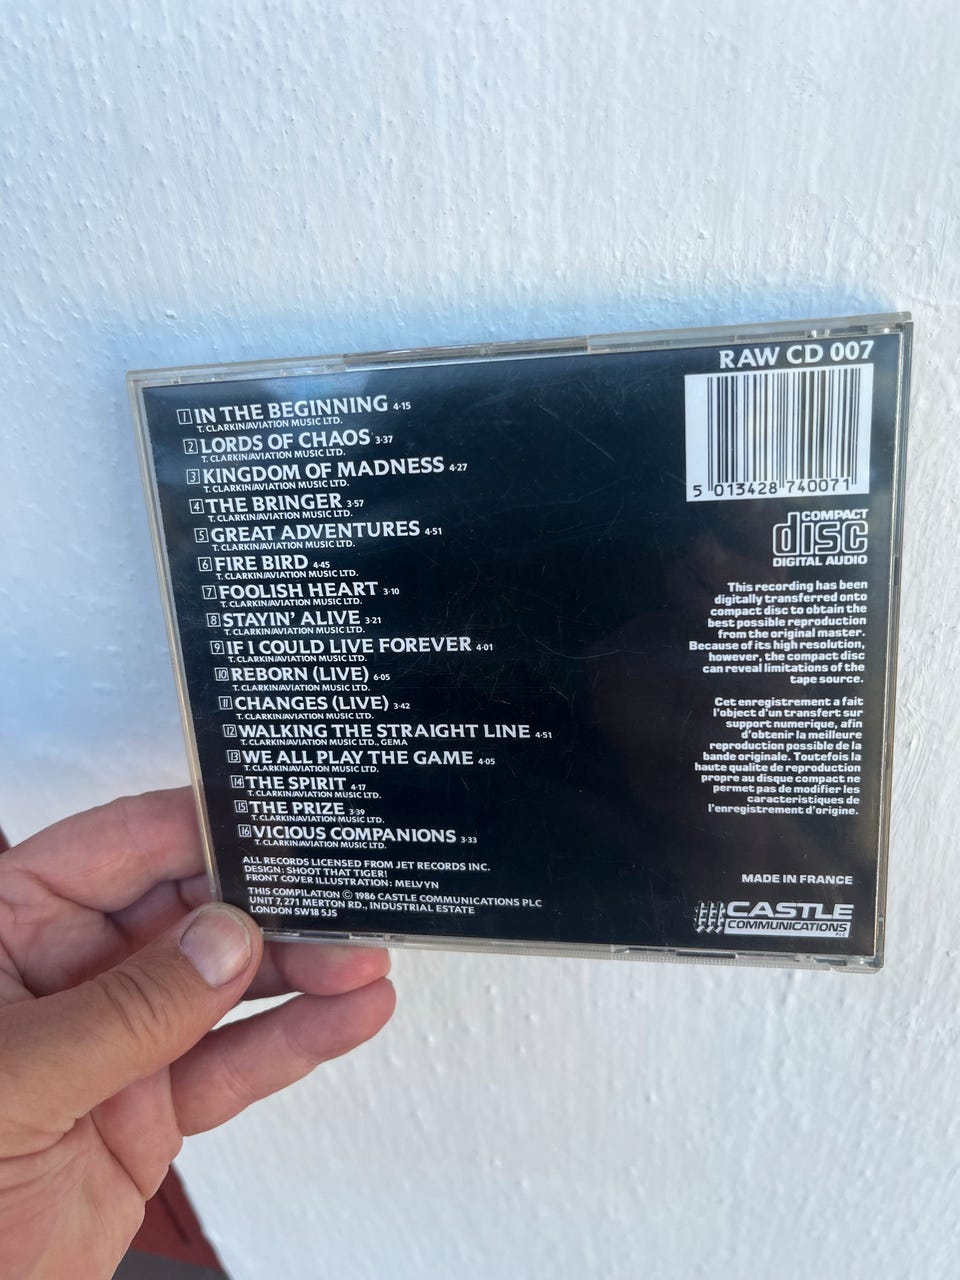 RAW CD 007
1 IN THE BEGINNING 4·15
T. CLARKIN/AVIATION MUSIC LTD.
2 LORDS OF CHAOS 3·37
T. CLARKIN/AVIATION MUSIC LTD.
3 KINGDOM OF MADNESS 4·27
T. CLARKIN/AVIATION MUSIC LTD.
4 THE BRINGER 3·57
T. CLARKIN/AVIATION MUSIC LTD.
5 GREAT ADVENTURES 4·51
T. CLARKIN/AVIATION MUSIC LTD.
6 FIRE BIRD 4·45
T. CLARKIN/AVIATION MUSIC LTD.
7 FOOLISH HEART 3·10
T. CLARKIN/AVIATION MUSIC LTD.
8 STAYIN' ALIVE 3·21
T. CLARKIN/AVIATION MUSIC LTD.
9 IF I COULD LIVE FOREVER 4·01
T. CLARKIN/AVIATION MUSIC LTD.
10 REBORN (LIVE) 6·05
T. CLARKIN/AVIATION MUSIC LTD.
11 CHANGES (LIVE) 3·42
T. CLARKIN/AVIATION MUSIC LTD.
12 WALKING THE STRAIGHT LINE 4·51
T. CLARKIN/AVIATION MUSIC LTD., GEMA
13 WE ALL PLAY THE GAME 4·05
T. CLARKIN/AVIATION MUSIC LTD.
14 THE SPIRIT 4·17
T. CLARKIN/AVIATION MUSIC LTD.
15 THE PRIZE 3·39
T. CLARKIN/AVIATION MUSIC LTD.
16 VICIOUS COMPANIONS 3·33
T. CLARKIN/AVIATION MUSIC LTD.
ALL RECORDS LICENSED FROM JET RECORDS INC.
DESIGN: SHOOT THAT TIGER!
FRONT COVER ILLUSTRATION: MELVYN
THIS COMPILATION © 1986 CASTLE COMMUNICATIONS PLC
UNIT 7, 271 MERTON RD., INDUSTRIAL ESTATE
LONDON SW18 5JS
5 013428 740071
COMPACT
disc
DIGITAL AUDIO
This recording has been
digitally transferred onto
compact disc to obtain the
best possible reproduction
from the original master.
Because of its high resolution,
however, the compact disc
can reveal limitations of the
tape source.
Cet enregistrement a fait
l'object d'un transfert sur
support numerique, afin
d'obtenir la meilleure
reproduction possible de la
bande originale. Toutefois la
haute qualite de reproduction
propre au disque compact ne
permet pas de modifier les
caracteristiques de
l'enregistrement d'origine.
MADE IN FRANCE
CASTLE
COMMUNICATIONS
PLC